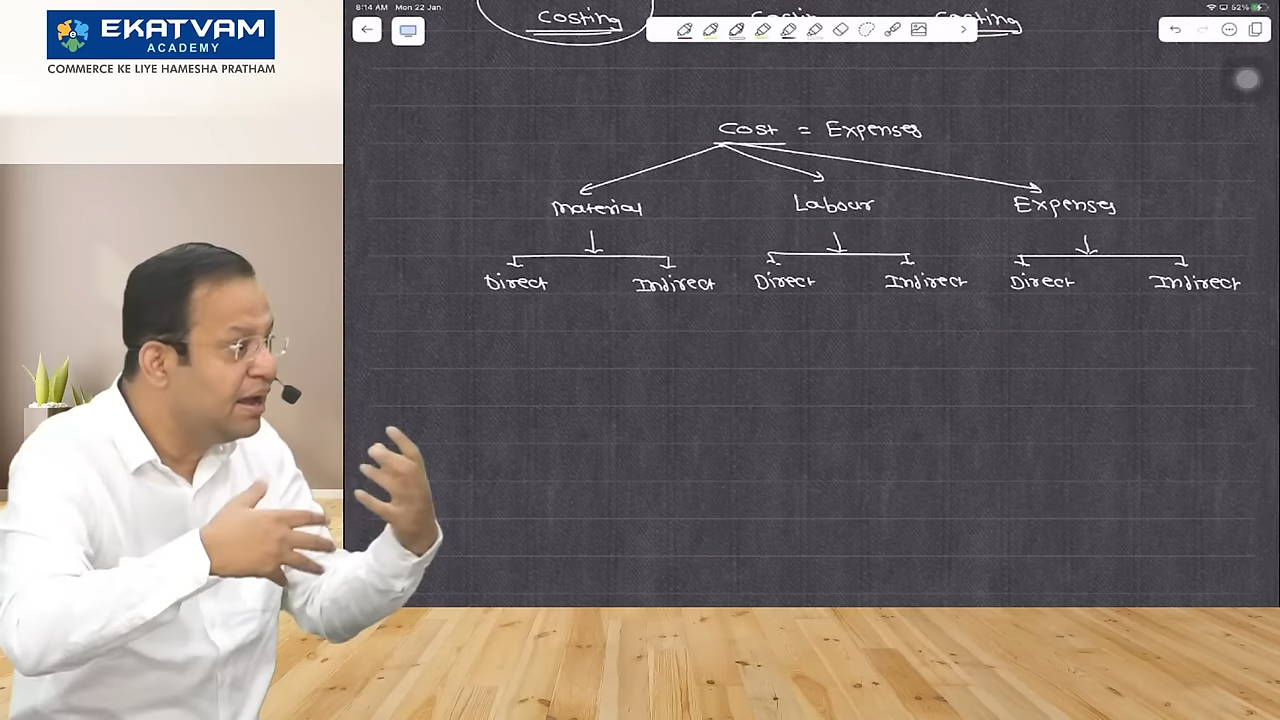 EKATVAM
ACADEMY
COMMERCE KE LIYE HAMESHA PRATHAM
8:14 AM Mon 22 Jan
52%
Costing Costing
Cost = Expenses
Material Labour Expenses
Direct Indirect Direct Indirect Direct Indirect